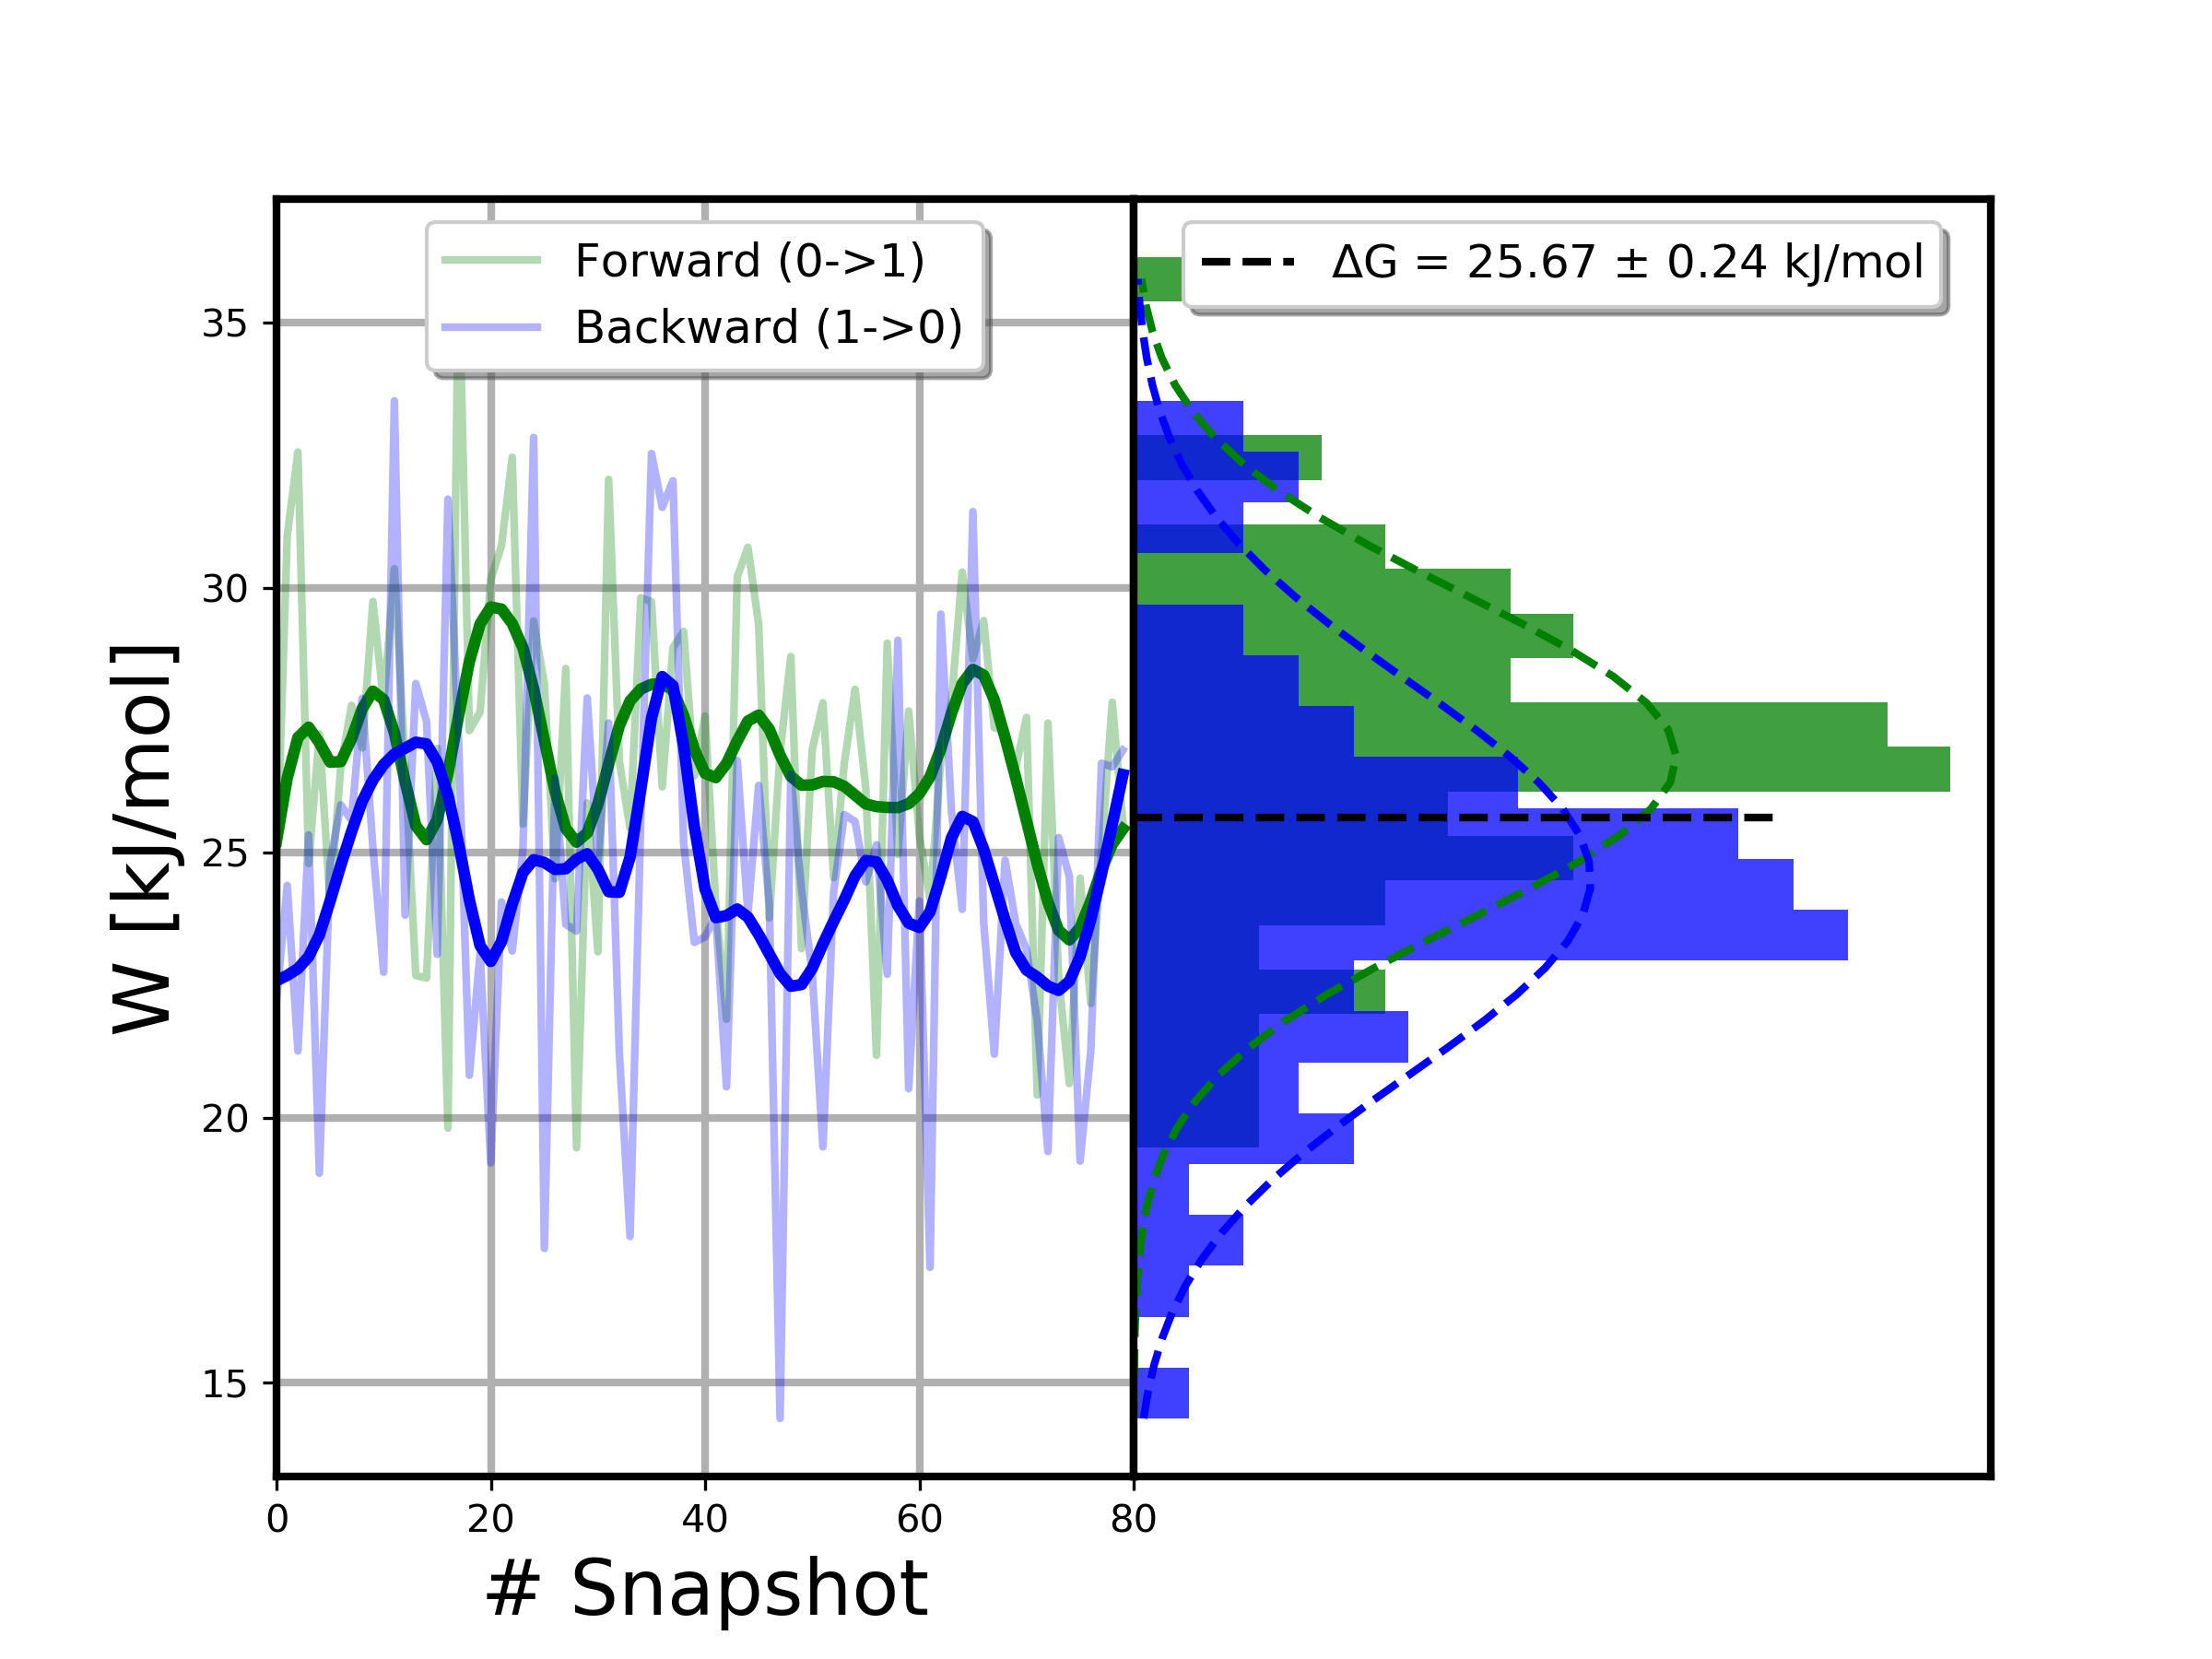 Forward (0->1)
Backward (1->0)
ΔG = 25.67 ± 0.24 kJ/mol
35
30
25
20
15
W [kJ/mol]
0
20
40
60
80
# Snapshot